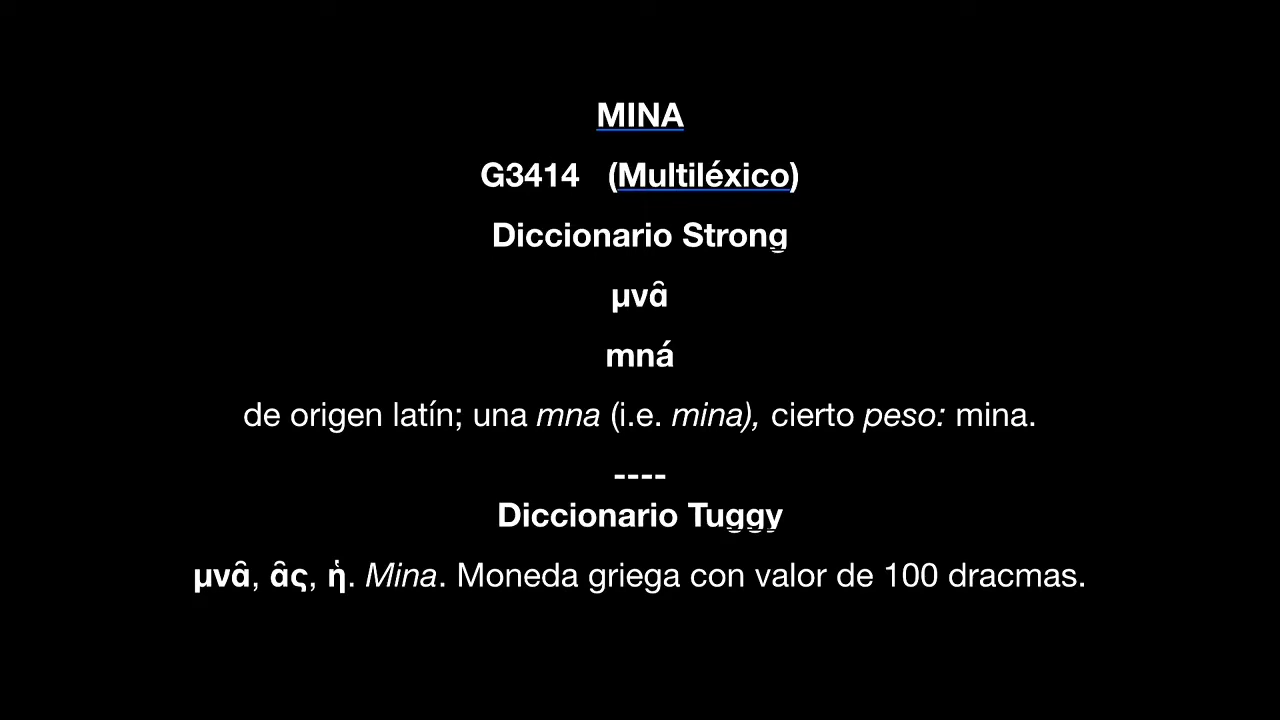 MINA
G3414 (Multiléxico)
Diccionario Strong
μνᾶ
mná
de origen latín; una mna (i.e. mina), cierto peso: mina.
----
Diccionario Tuggy
μνᾶ, ᾶς, ἡ. Mina. Moneda griega con valor de 100 dracmas.